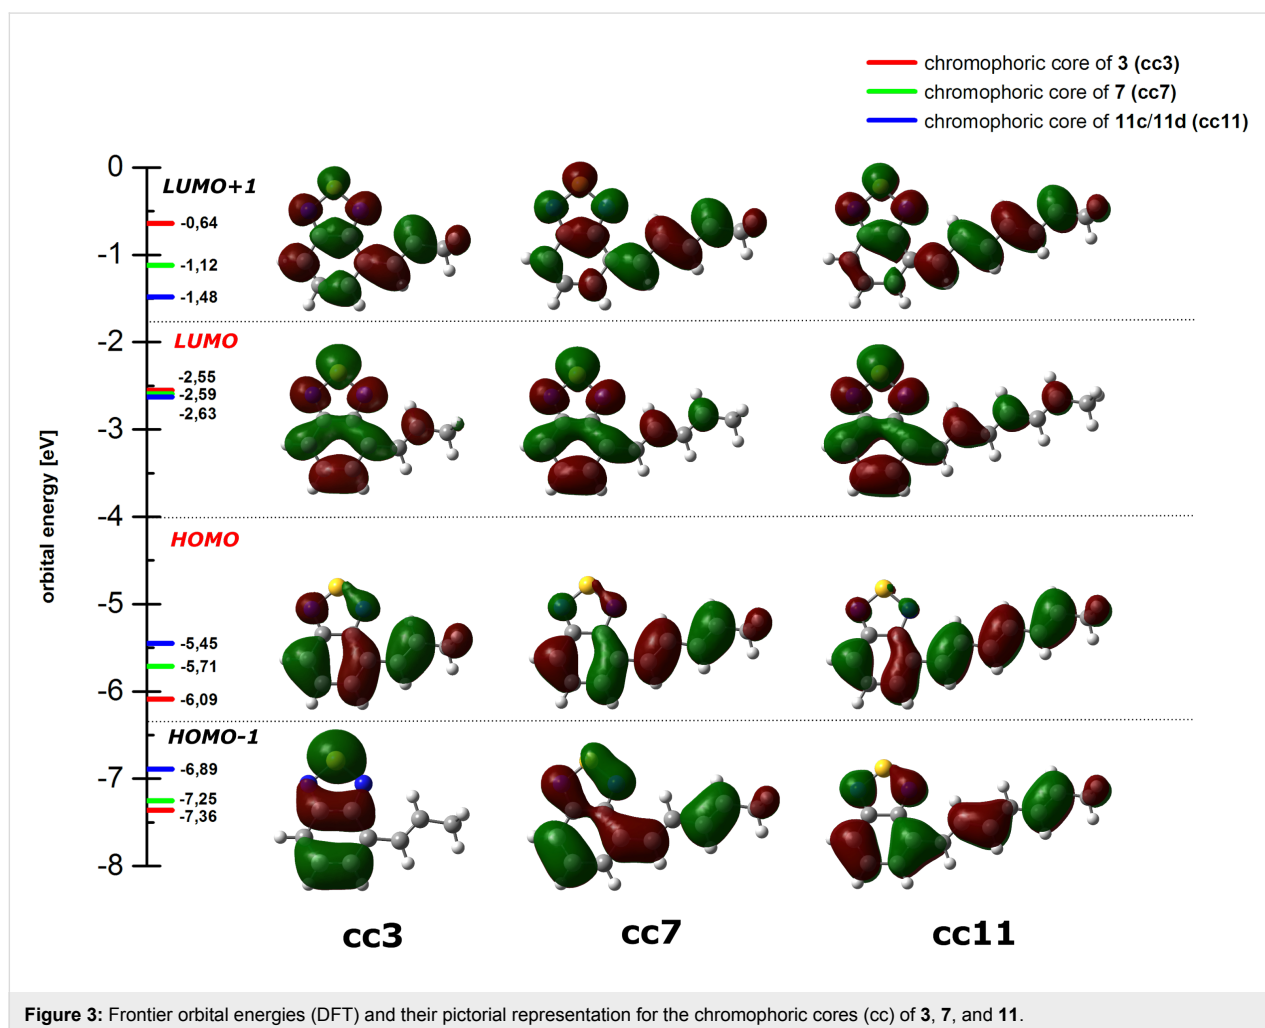 chromophoric core of 3 (cc3)
chromophoric core of 7 (cc7)
chromophoric core of 11c/11d (cc11)
orbital energy [eV]
0
-1
-2
-3
-4
-5
-6
-7
-8
LUMO+1
-0,64
-1,12
-1,48
LUMO
-2,55
-2,59
-2,63
HOMO
-5,45
-5,71
-6,09
HOMO-1
-6,89
-7,25
-7,36
cc3
cc7
cc11
Figure 3: Frontier orbital energies (DFT) and their pictorial representation for the chromophoric cores (cc) of 3, 7, and 11.